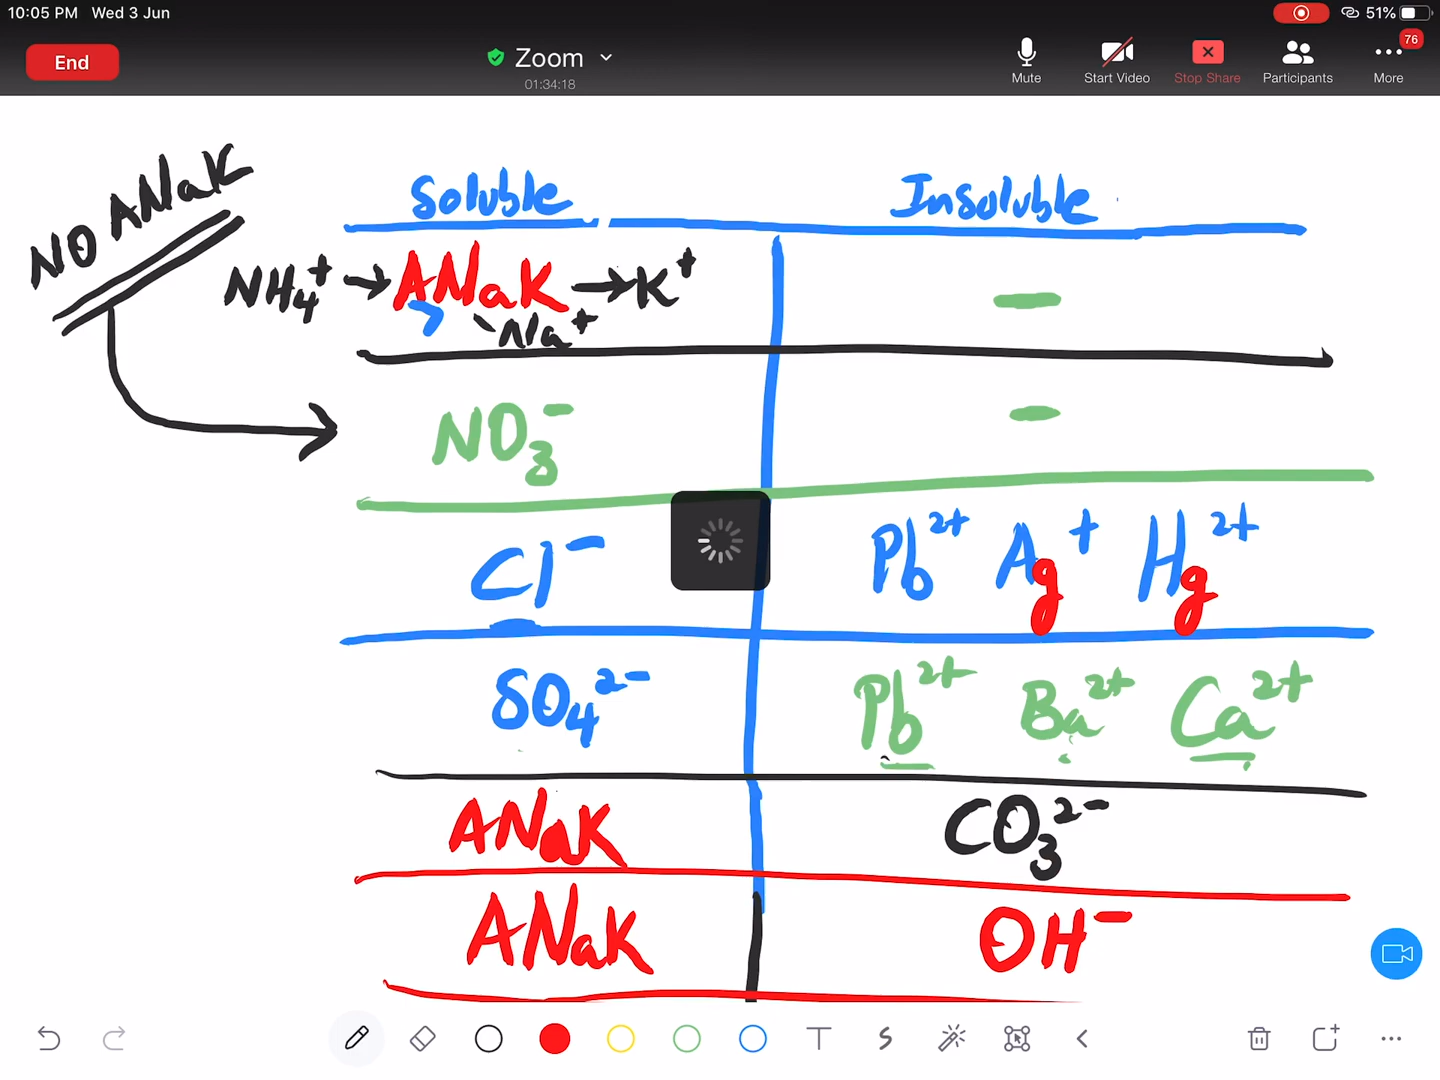 10:05 PM Wed 3 Jun 51%
End Zoom 01:34:18 Mute Start Video Stop Share Participants More 76
NO ANaK
Soluble Insoluble
NH₄⁺ → ANaK → K⁺ -
Na⁺
NO₃⁻ -
Cl⁻ Pb²⁺ Ag⁺ Hg²⁺
SO₄²⁻ Pb²⁺ Ba²⁺ Ca²⁺
ANaK CO₃²⁻
ANaK OH⁻
T